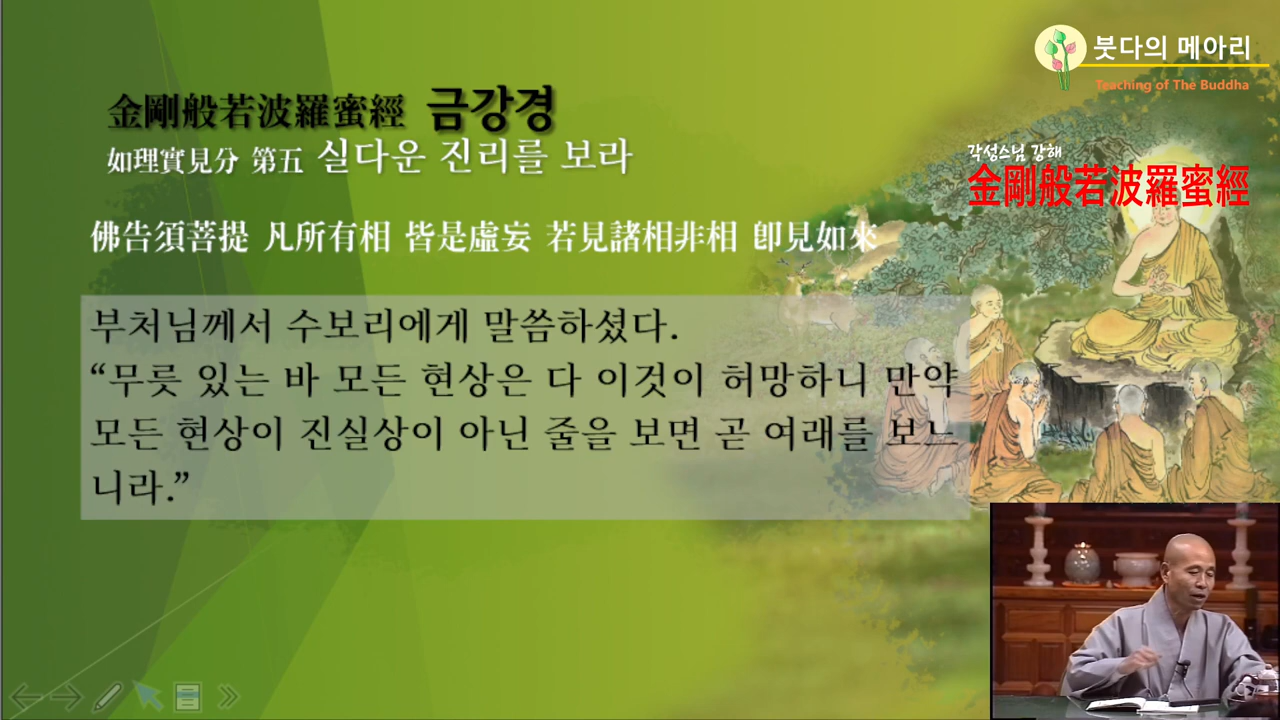 붓다의 메아리
Teaching of The Buddha
金剛般若波羅蜜經 금강경
如理實見分 第五 실다운 진리를 보라
각성스님 강해
金剛般若波羅蜜經
佛告須菩提 凡所有相 皆是虛妄 若見諸相非相 卽見如來
부처님께서 수보리에게 말씀하셨다.
“무릇 있는 바 모든 현상은 다 이것이 허망하니 만약
모든 현상이 진실상이 아닌 줄을 보면 곧 여래를 보느
니라.”